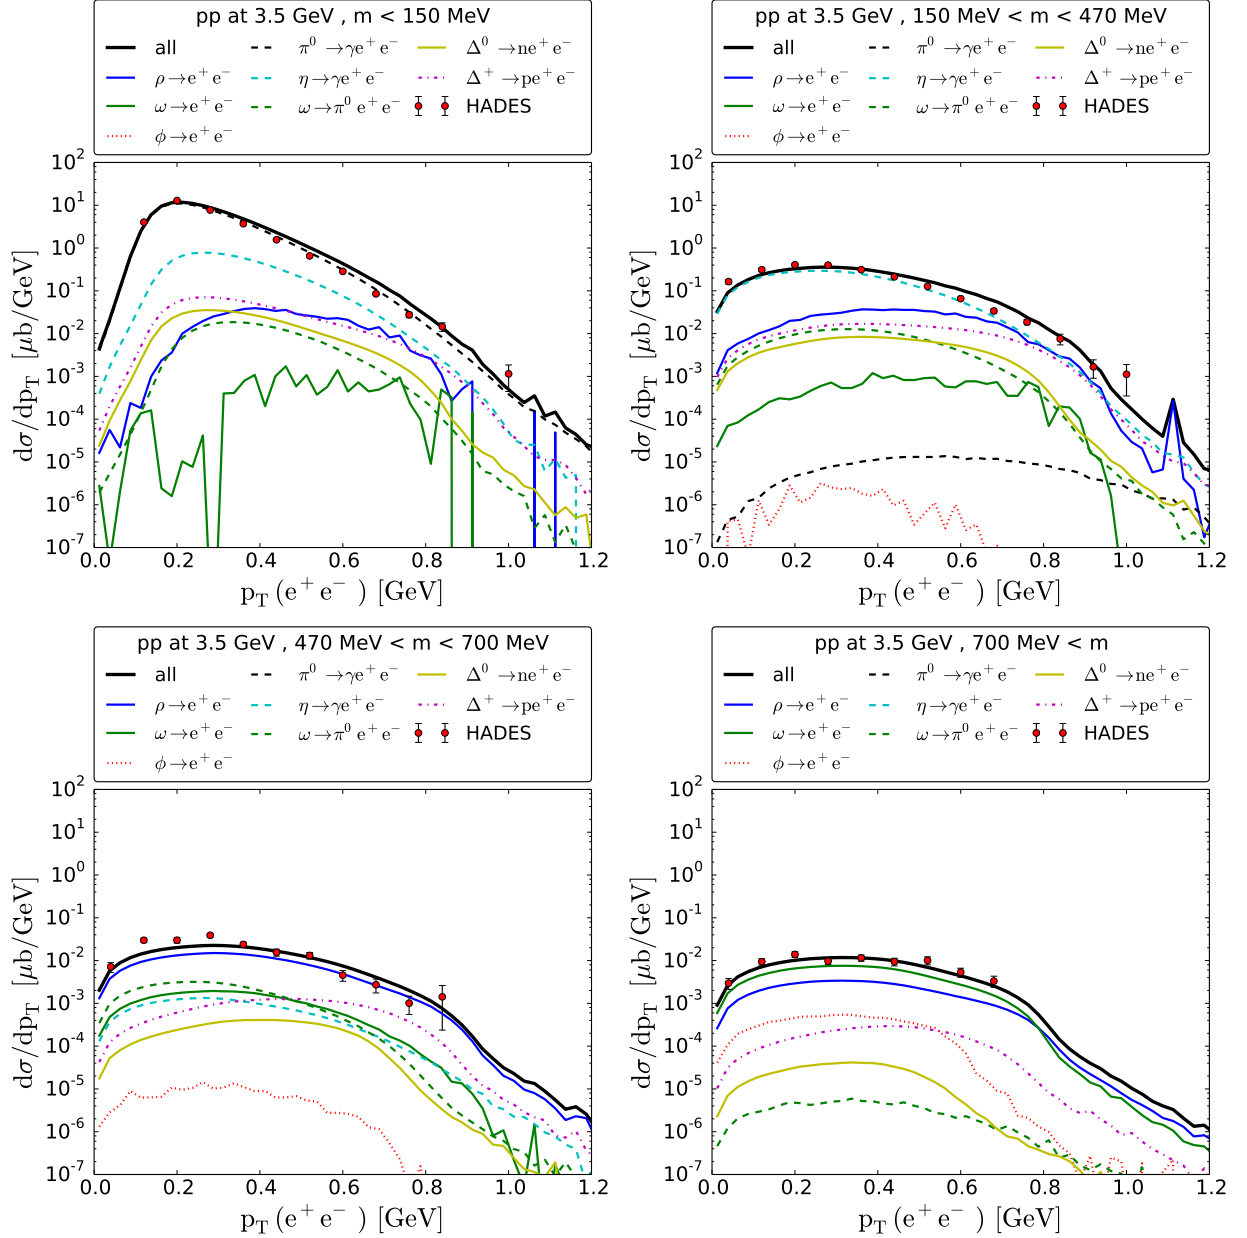 pp at 3.5 GeV , m < 150 MeV
all π⁰ →γe⁺ e⁻ Δ⁰ →ne⁺ e⁻
ρ→e⁺ e⁻ η→γe⁺ e⁻ Δ⁺ →pe⁺ e⁻
ω→e⁺ e⁻ ω→π⁰ e⁺ e⁻ HADES
φ→e⁺ e⁻
10² 10¹ 10⁰ 10⁻¹ 10⁻² 10⁻³ 10⁻⁴ 10⁻⁵ 10⁻⁶ 10⁻⁷
dσ/dp_T [μb/GeV]
0.0 0.2 0.4 0.6 0.8 1.0 1.2
p_T (e⁺ e⁻ ) [GeV]
pp at 3.5 GeV , 150 MeV < m < 470 MeV
all π⁰ →γe⁺ e⁻ Δ⁰ →ne⁺ e⁻
ρ→e⁺ e⁻ η→γe⁺ e⁻ Δ⁺ →pe⁺ e⁻
ω→e⁺ e⁻ ω→π⁰ e⁺ e⁻ HADES
φ→e⁺ e⁻
10² 10¹ 10⁰ 10⁻¹ 10⁻² 10⁻³ 10⁻⁴ 10⁻⁵ 10⁻⁶ 10⁻⁷
dσ/dp_T [μb/GeV]
0.0 0.2 0.4 0.6 0.8 1.0 1.2
p_T (e⁺ e⁻ ) [GeV]
pp at 3.5 GeV , 470 MeV < m < 700 MeV
all π⁰ →γe⁺ e⁻ Δ⁰ →ne⁺ e⁻
ρ→e⁺ e⁻ η→γe⁺ e⁻ Δ⁺ →pe⁺ e⁻
ω→e⁺ e⁻ ω→π⁰ e⁺ e⁻ HADES
φ→e⁺ e⁻
10² 10¹ 10⁰ 10⁻¹ 10⁻² 10⁻³ 10⁻⁴ 10⁻⁵ 10⁻⁶ 10⁻⁷
dσ/dp_T [μb/GeV]
0.0 0.2 0.4 0.6 0.8 1.0 1.2
p_T (e⁺ e⁻ ) [GeV]
pp at 3.5 GeV , 700 MeV < m
all π⁰ →γe⁺ e⁻ Δ⁰ →ne⁺ e⁻
ρ→e⁺ e⁻ η→γe⁺ e⁻ Δ⁺ →pe⁺ e⁻
ω→e⁺ e⁻ ω→π⁰ e⁺ e⁻ HADES
φ→e⁺ e⁻
10² 10¹ 10⁰ 10⁻¹ 10⁻² 10⁻³ 10⁻⁴ 10⁻⁵ 10⁻⁶ 10⁻⁷
dσ/dp_T [μb/GeV]
0.0 0.2 0.4 0.6 0.8 1.0 1.2
p_T (e⁺ e⁻ ) [GeV]